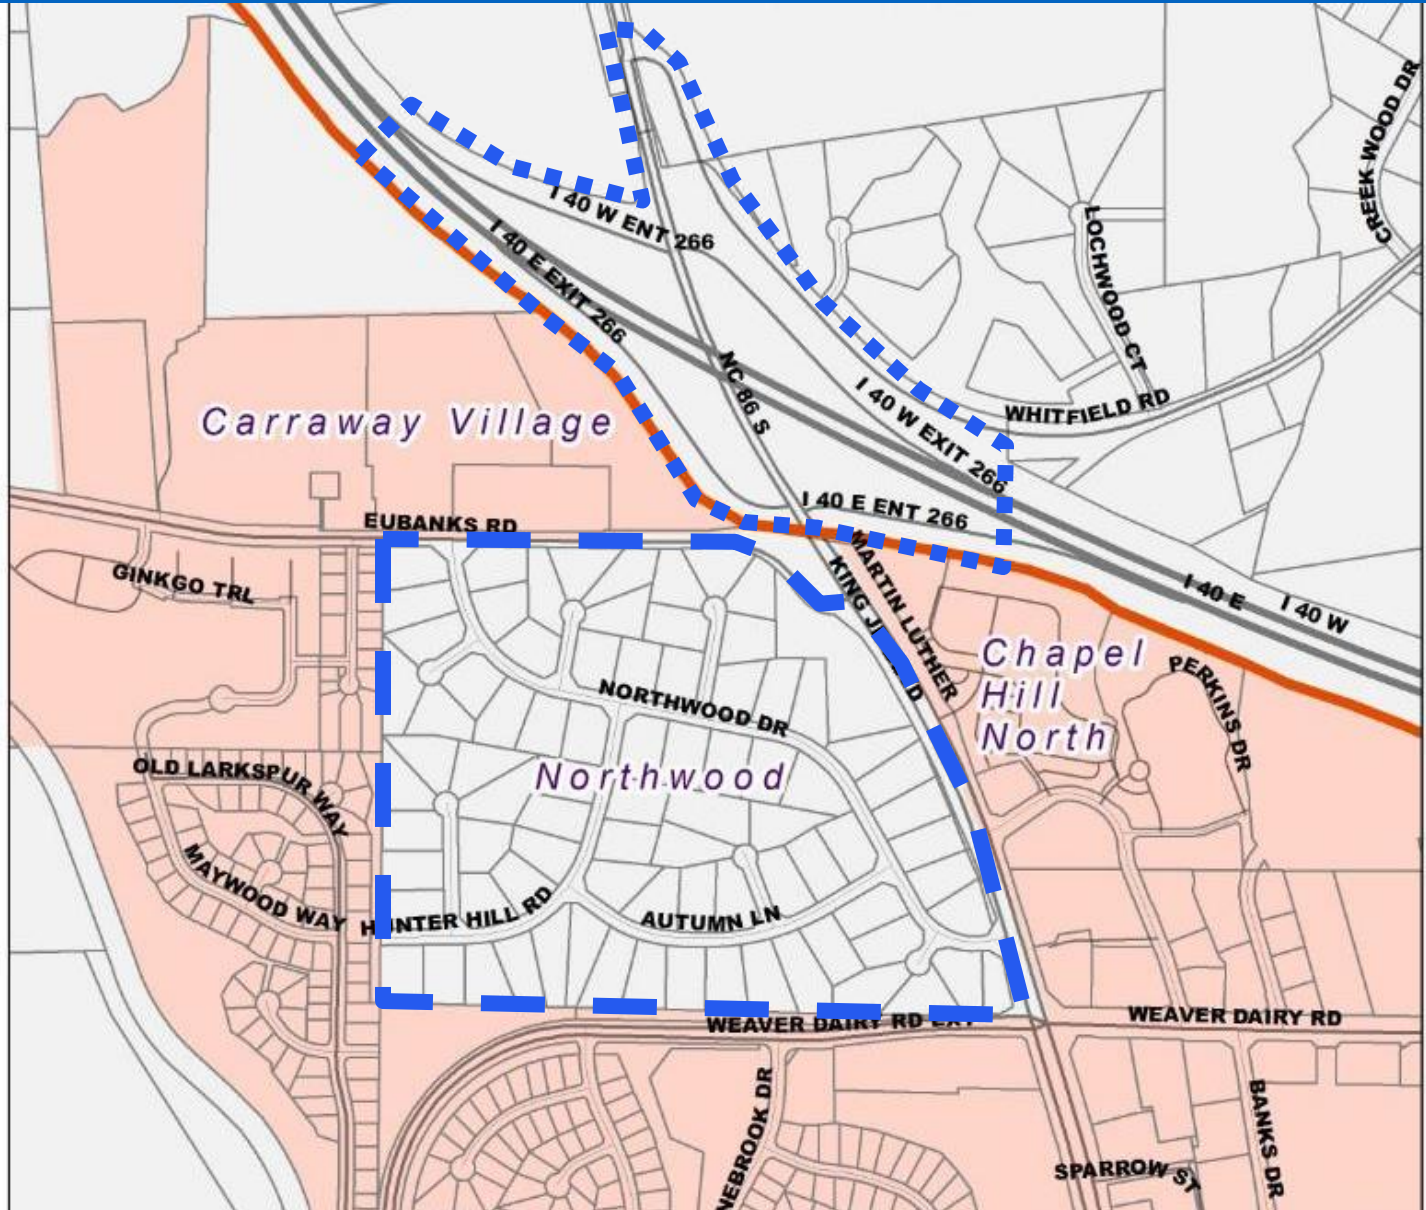 CREEK WOOD DR
I 40 W ENT 266
LOCHWOOD CT
I 40 E EXIT 266
NC 86 S
WHITFIELD RD
I 40 W EXIT 266
Carraway Village
I 40 E ENT 266
EUBANKS RD
MARTIN LUTHER
KING
GINKGO TRL
I 40 E
I 40 W
Chapel
Hill
North
PERKINS DR
NORTHWOOD DR
Northwood
OLD LARKSPUR WAY
MAYWOOD WAY
HUNTER HILL RD
AUTUMN LN
WEAVER DAIRY RD EXT
WEAVER DAIRY RD
NEBROOK DR
BANKS DR
SPARROW ST